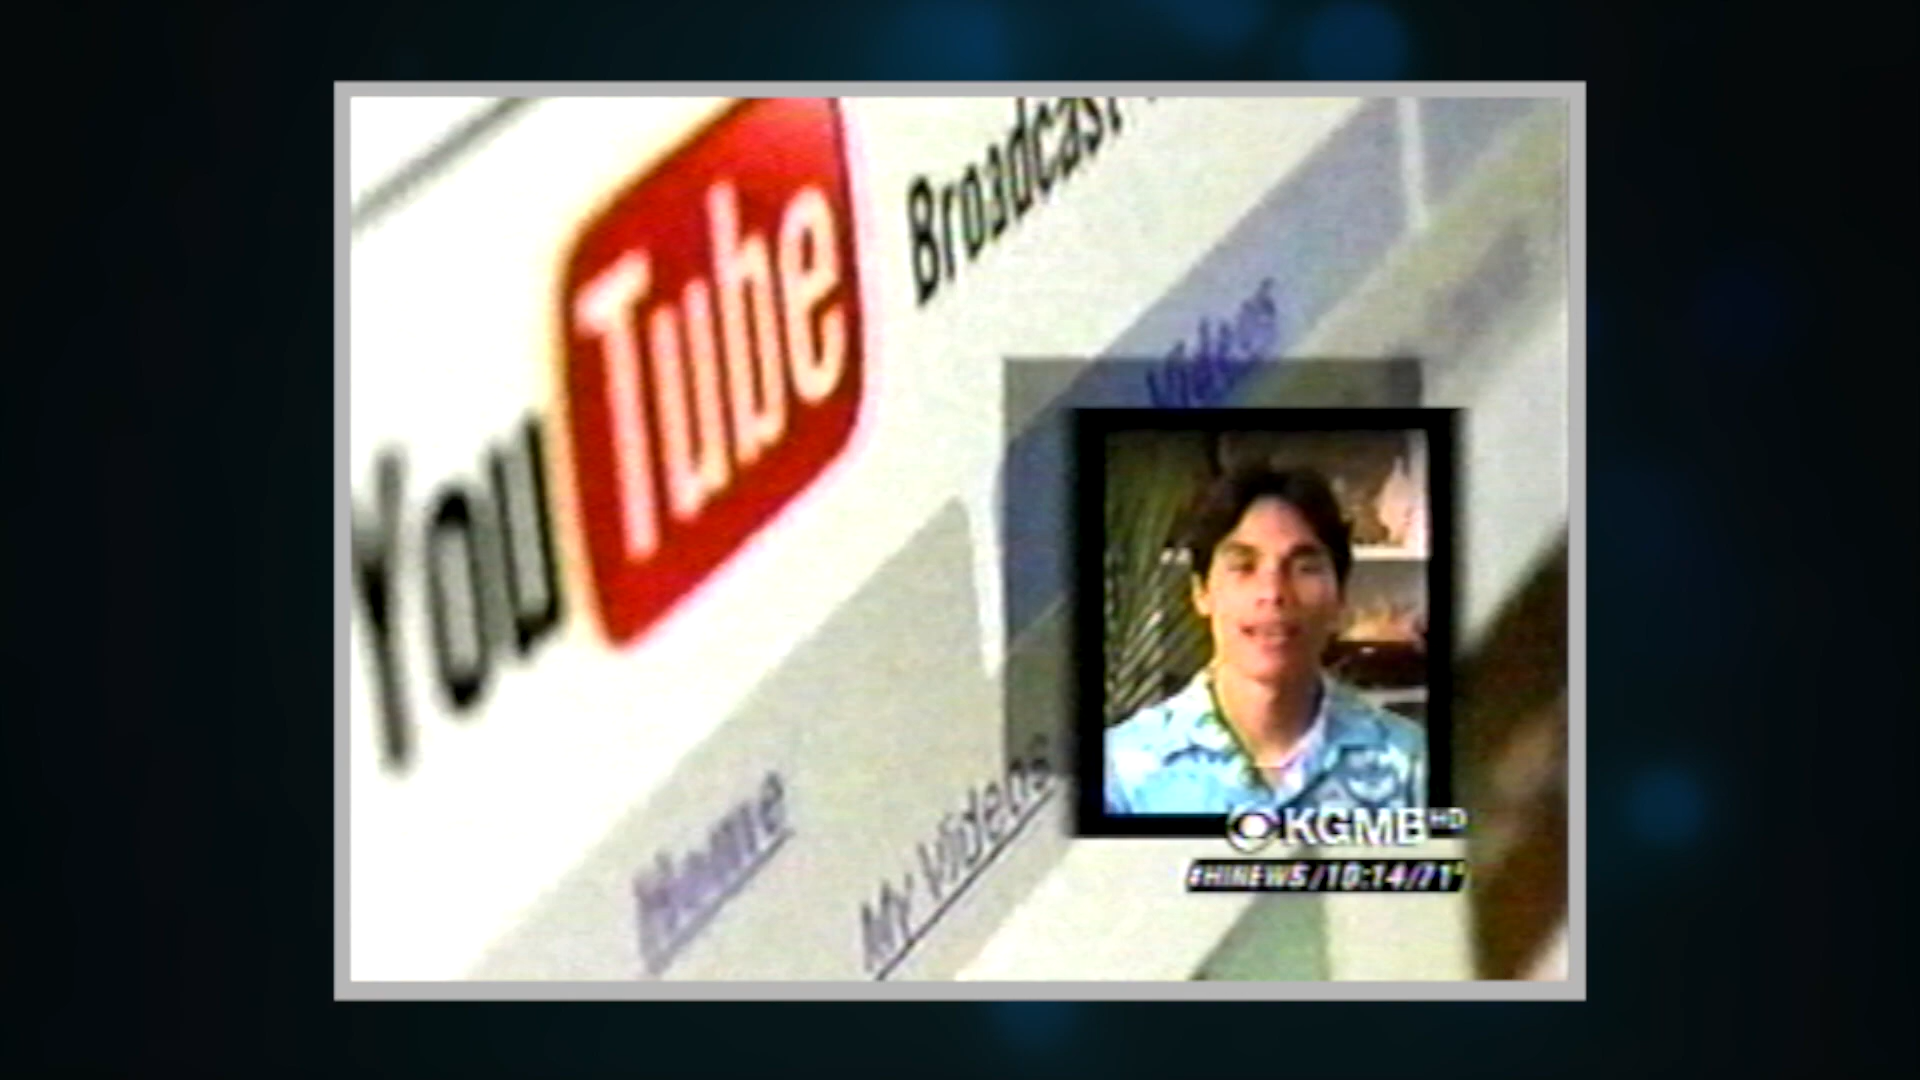 YouTube
Broadcast
Videos
Home
My Videos
KGMB HD
#HINEWS/10:14/71°